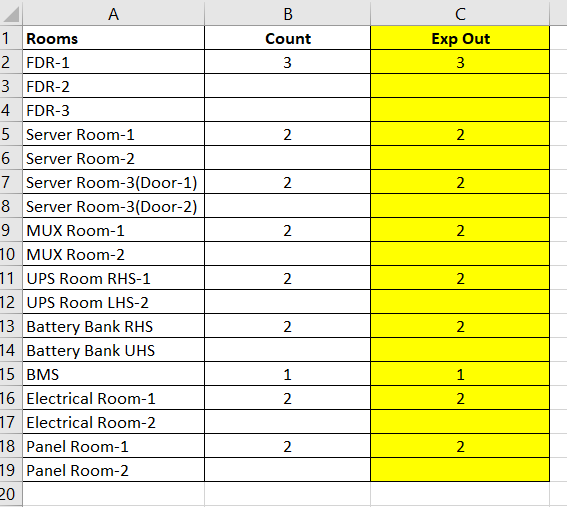 A B C
1 Rooms Count Exp Out
2 FDR-1 3 3
3 FDR-2
4 FDR-3
5 Server Room-1 2 2
6 Server Room-2
7 Server Room-3(Door-1) 2 2
8 Server Room-3(Door-2)
9 MUX Room-1 2 2
10 MUX Room-2
11 UPS Room RHS-1 2 2
12 UPS Room LHS-2
13 Battery Bank RHS 2 2
14 Battery Bank UHS
15 BMS 1 1
16 Electrical Room-1 2 2
17 Electrical Room-2
18 Panel Room-1 2 2
19 Panel Room-2
20